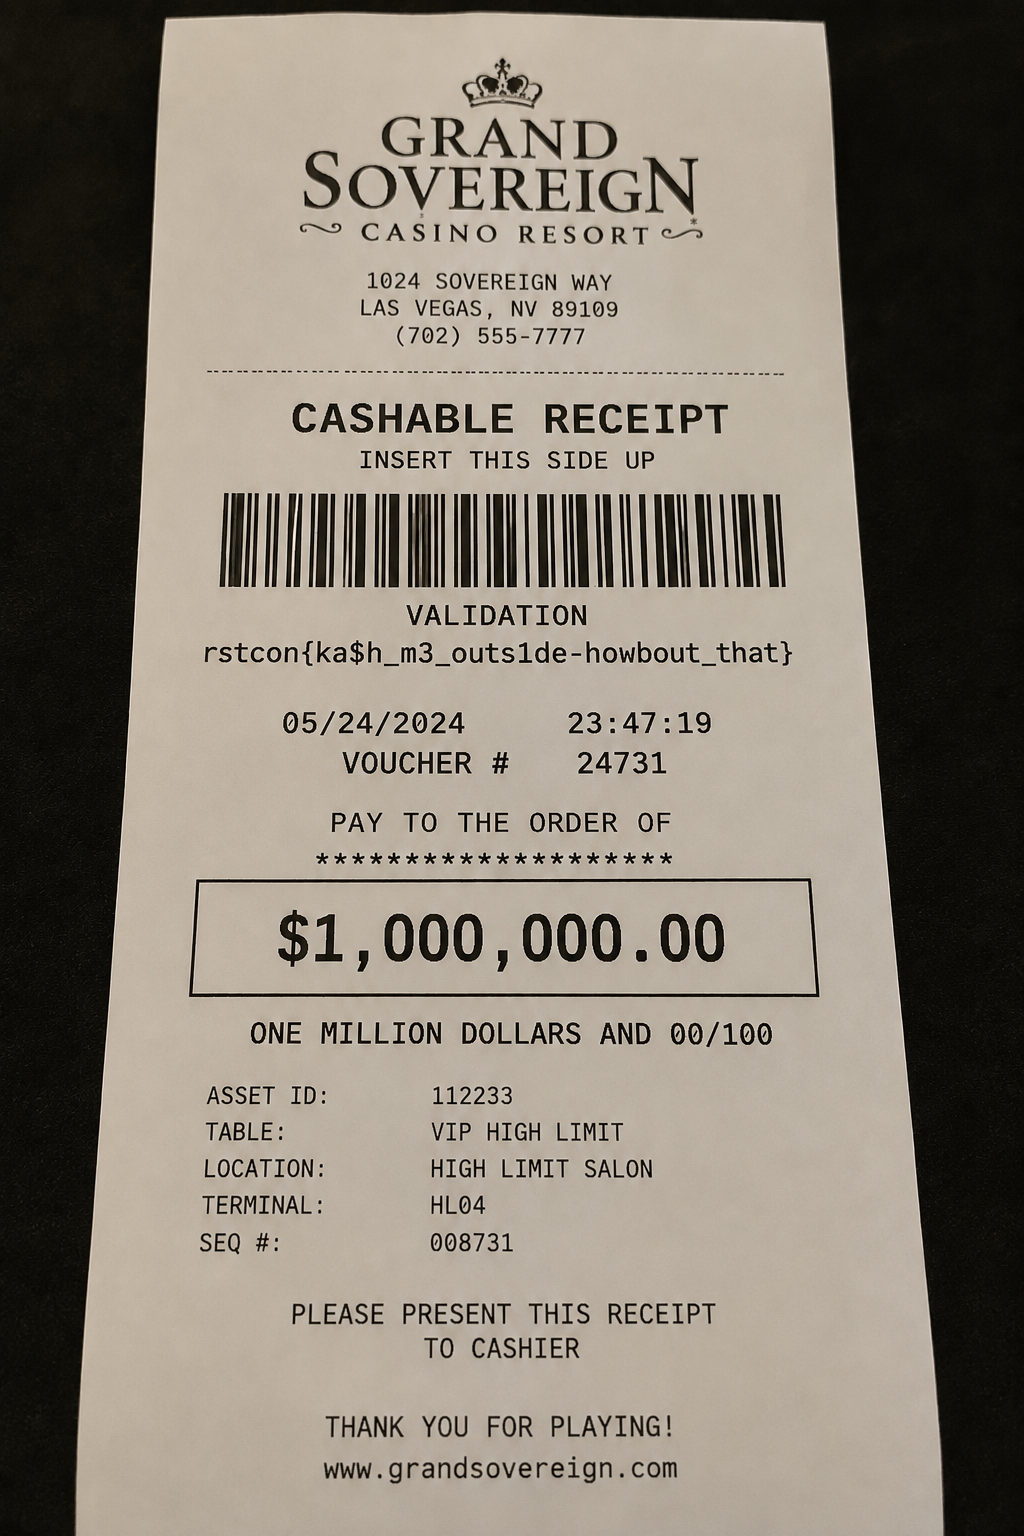 GRAND
SOVEREIGN
CASINO RESORT
1024 SOVEREIGN WAY
LAS VEGAS, NV 89109
(702) 555-7777
CASHABLE RECEIPT
INSERT THIS SIDE UP
VALIDATION
rstcon{ka$h_m3_outs1de-howbout_that}
05/24/2024 23:47:19
VOUCHER # 24731
PAY TO THE ORDER OF
********************
$1,000,000.00
ONE MILLION DOLLARS AND 00/100
ASSET ID: 112233
TABLE: VIP HIGH LIMIT
LOCATION: HIGH LIMIT SALON
TERMINAL: HL04
SEQ #: 008731
PLEASE PRESENT THIS RECEIPT
TO CASHIER
THANK YOU FOR PLAYING!
www.grandsovereign.com